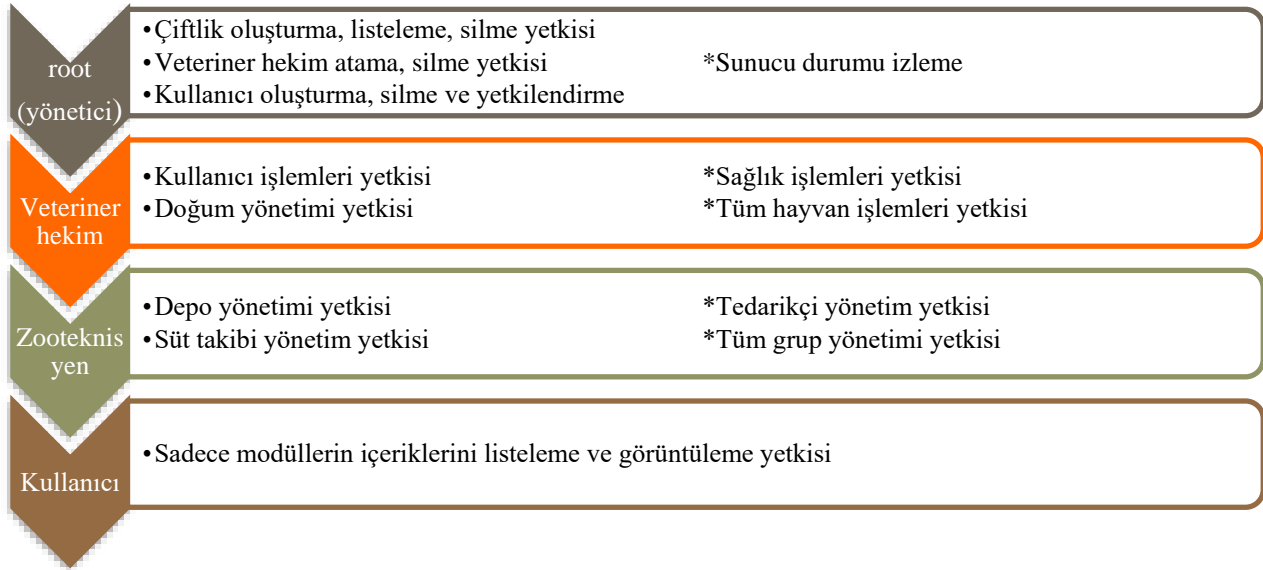 root
(yönetici)
•Çiftlik oluşturma, listeleme, silme yetkisi
•Veteriner hekim atama, silme yetkisi *Sunucu durumu izleme
•Kullanıcı oluşturma, silme ve yetkilendirme
Veteriner
hekim
•Kullanıcı işlemleri yetkisi *Sağlık işlemleri yetkisi
•Doğum yönetimi yetkisi *Tüm hayvan işlemleri yetkisi
Zooteknis
yen
•Depo yönetimi yetkisi *Tedarikçi yönetim yetkisi
•Süt takibi yönetim yetkisi *Tüm grup yönetimi yetkisi
Kullanıcı
•Sadece modüllerin içeriklerini listeleme ve görüntüleme yetkisi